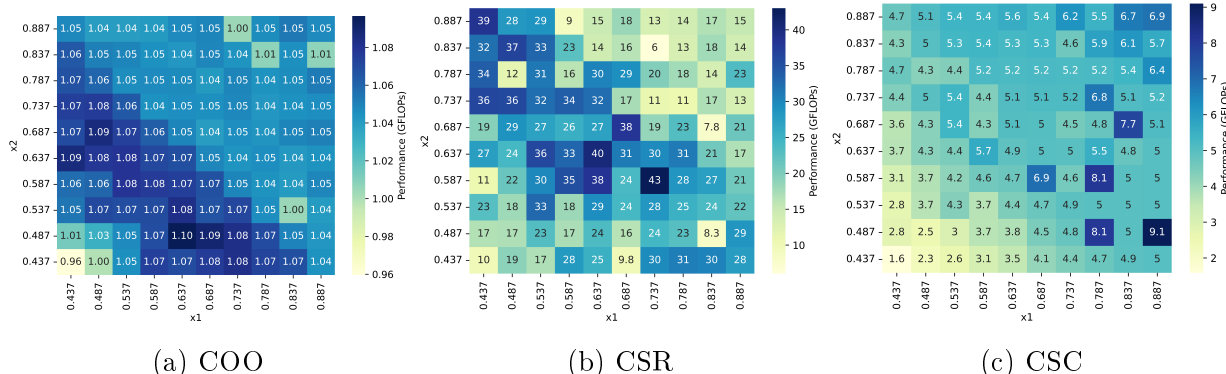 0.887 1.05 1.04 1.04 1.04 1.05 1.05 1.00 1.05 1.05 1.05
0.837 1.06 1.05 1.05 1.05 1.05 1.05 1.04 1.01 1.05 1.01
0.787 1.07 1.06 1.05 1.05 1.05 1.05 1.05 1.05 1.04 1.05
0.737 1.07 1.08 1.06 1.04 1.05 1.05 1.05 1.04 1.05 1.05
0.687 1.07 1.09 1.07 1.06 1.05 1.04 1.05 1.04 1.05 1.05
0.637 1.09 1.08 1.08 1.07 1.07 1.04 1.05 1.04 1.04 1.05
0.587 1.06 1.06 1.08 1.08 1.07 1.07 1.05 1.04 1.04 1.04
0.537 1.05 1.07 1.07 1.07 1.08 1.07 1.07 1.05 1.00 1.04
0.487 1.01 1.03 1.05 1.07 1.10 1.09 1.08 1.07 1.05 1.04
0.437 0.96 1.00 1.05 1.07 1.07 1.08 1.08 1.07 1.07 1.04
0.437 0.487 0.537 0.587 0.637 0.687 0.737 0.787 0.837 0.887
x1
x2
1.08
1.06
1.04
1.02
1.00
0.98
0.96
Performance (GFLOPs)
(a) COO
0.887 39 28 29 9 15 18 13 14 17 15
0.837 32 37 33 23 14 16 6 13 18 14
0.787 34 12 31 16 30 29 20 18 14 23
0.737 36 36 32 34 32 17 11 11 17 13
0.687 19 29 27 26 27 38 19 23 7.8 21
0.637 27 24 36 33 40 31 30 31 21 17
0.587 11 22 30 35 38 24 43 28 27 21
0.537 23 18 33 18 29 24 28 25 24 22
0.487 17 17 23 17 24 16 24 23 8.3 29
0.437 10 19 17 28 25 9.8 30 31 30 28
0.437 0.487 0.537 0.587 0.637 0.687 0.737 0.787 0.837 0.887
x1
x2
40
35
30
25
20
15
10
Performance (GFLOPs)
(b) CSR
0.887 4.7 5.1 5.4 5.4 5.6 5.4 6.2 5.5 6.7 6.9
0.837 4.3 5 5.3 5.3 5.3 5.3 4.6 5.9 6.1 5.7
0.787 4.7 4.3 4.4 5.2 5.2 5.2 5.2 5.2 5.4 6.4
0.737 4.4 5 5.4 4.4 5.1 5.1 5.2 6.8 5.1 5.2
0.687 3.6 4.3 5.4 4.3 5.1 5 4.5 4.8 7.7 5.1
0.637 3.7 4.3 4.4 5.7 4.9 5 5 5.5 4.8 5
0.587 3.1 3.7 4.2 4.6 4.7 6.9 4.6 8.1 5 5
0.537 2.8 3.7 4.3 4.4 3.7 4.7 4.5 5 5 5
0.487 2.8 2.5 3 3.8 3.8 4.1 4.7 8.1 5 9.1
0.437 1.6 2.3 2.6 3.1 3.5 4.1 4.4 4.7 4.9 5
0.437 0.487 0.537 0.587 0.637 0.687 0.737 0.787 0.837 0.887
x1
x2
9
8
7
6
5
4
3
2
Performance (GFLOPs)
(c) CSC